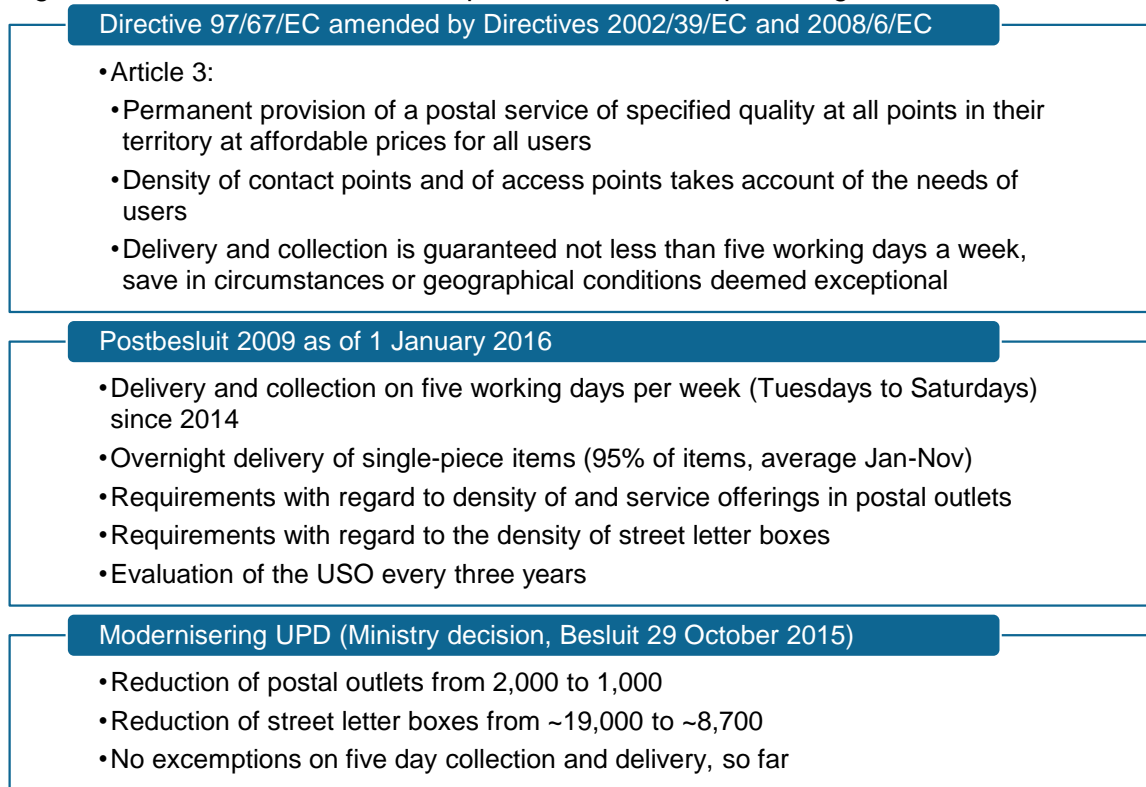 Directive 97/67/EC amended by Directives 2002/39/EC and 2008/6/EC
•Article 3:
•Permanent provision of a postal service of specified quality at all points in their
territory at affordable prices for all users
•Density of contact points and of access points takes account of the needs of
users
•Delivery and collection is guaranteed not less than five working days a week,
save in circumstances or geographical conditions deemed exceptional
Postbesluit 2009 as of 1 January 2016
•Delivery and collection on five working days per week (Tuesdays to Saturdays)
since 2014
•Overnight delivery of single-piece items (95% of items, average Jan-Nov)
•Requirements with regard to density of and service offerings in postal outlets
•Requirements with regard to the density of street letter boxes
•Evaluation of the USO every three years
Modernisering UPD (Ministry decision, Besluit 29 October 2015)
•Reduction of postal outlets from 2,000 to 1,000
•Reduction of street letter boxes from ~19,000 to ~8,700
•No excemptions on five day collection and delivery, so far